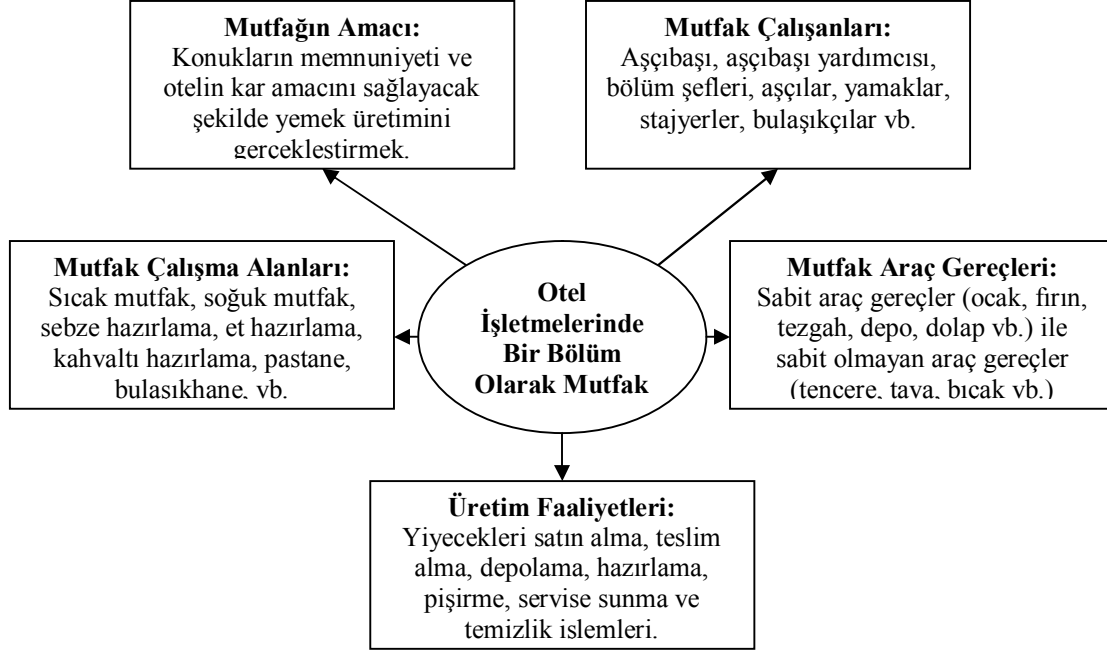 Mutfağın Amacı:
Konukların memnuniyeti ve
otelin kar amacını sağlayacak
şekilde yemek üretimini
gerçekleştirmek.
Mutfak Çalışanları:
Aşçıbaşı, aşçıbaşı yardımcısı,
bölüm şefleri, aşçılar, yamaklar,
stajyerler, bulaşıkçılar vb.
Mutfak Çalışma Alanları:
Sıcak mutfak, soğuk mutfak,
sebze hazırlama, et hazırlama,
kahvaltı hazırlama, pastane,
bulaşıkhane, vb.
Otel
İşletmelerinde
Bir Bölüm
Olarak Mutfak
Mutfak Araç Gereçleri:
Sabit araç gereçler (ocak, fırın,
tezgah, depo, dolap vb.) ile
sabit olmayan araç gereçler
(tencere, tava, bıçak vb.)
Üretim Faaliyetleri:
Yiyecekleri satın alma, teslim
alma, depolama, hazırlama,
pişirme, servise sunma ve
temizlik işlemleri.